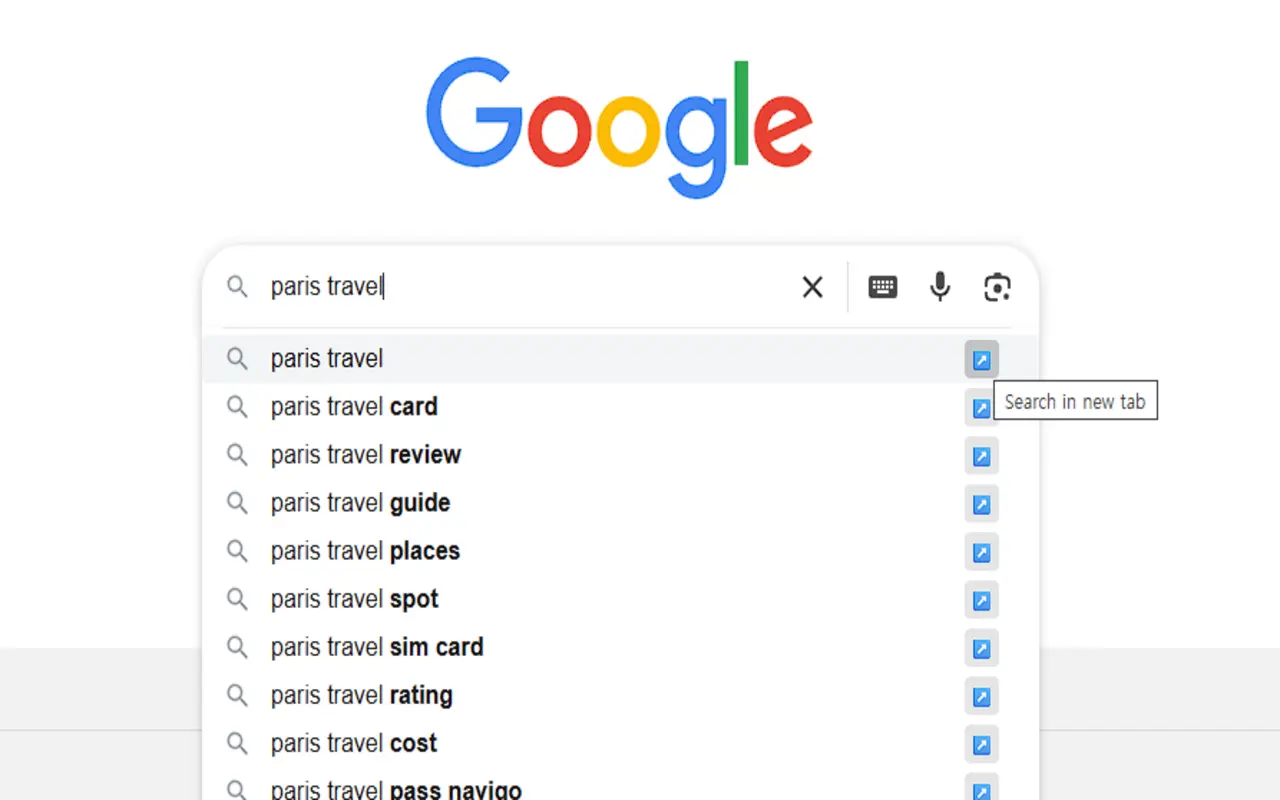 Google
paris travel
paris travel
paris travel card
Search in new tab
paris travel review
paris travel guide
paris travel places
paris travel spot
paris travel sim card
paris travel rating
paris travel cost
paris travel pass navigo